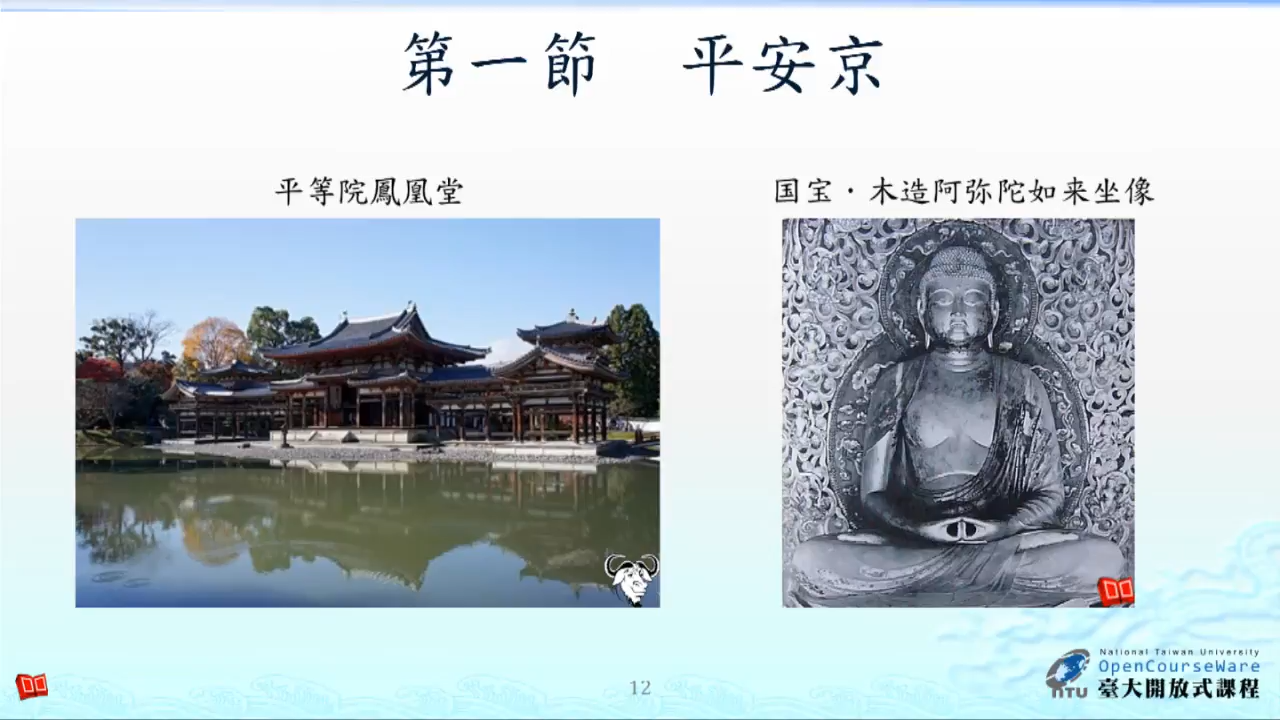 第一節　平安京
平等院鳳凰堂
国宝・木造阿弥陀如来坐像
12
National Taiwan University
OpenCourseWare
NTU 臺大開放式課程